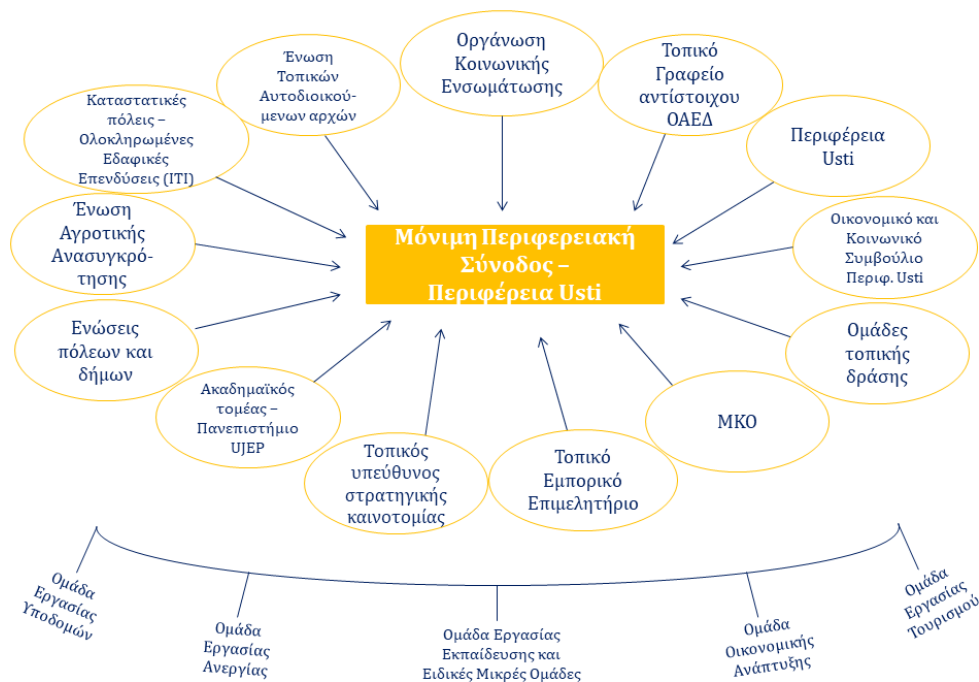 Οργάνωση
Κοινωνικής
Ενσωμάτωσης
Ένωση
Τοπικών
Αυτοδιοικού-
μενων αρχών
Τοπικό
Γραφείο
αντίστοιχου
ΟΑΕΔ
Καταστατικές
πόλεις –
Ολοκληρωμένες
Εδαφικές
Επενδύσεις (ITI)
Περιφέρεια
Usti
Ένωση
Αγροτικής
Ανασυγκρό-
τησης
Μόνιμη Περιφερειακή
Σύνοδος –
Περιφέρεια Usti
Οικονομικό και
Κοινωνικό
Συμβούλιο
Περιφ. Usti
Ενώσεις
πόλεων και
δήμων
Ομάδες
τοπικής
δράσης
Ακαδημαϊκός
τομέας –
Πανεπιστήμιο
UJEP
ΜΚΟ
Τοπικός
υπεύθυνος
στρατηγικής
καινοτομίας
Τοπικό
Εμπορικό
Επιμελητήριο
Ομάδα
Εργασίας
Υποδομών
Ομάδα
Εργασίας
Ανεργίας
Ομάδα Εργασίας
Εκπαίδευσης και
Ειδικές Μικρές Ομάδες
Ομάδα
Οικονομικής
Ανάπτυξης
Ομάδα
Εργασίας
Τουρισμού